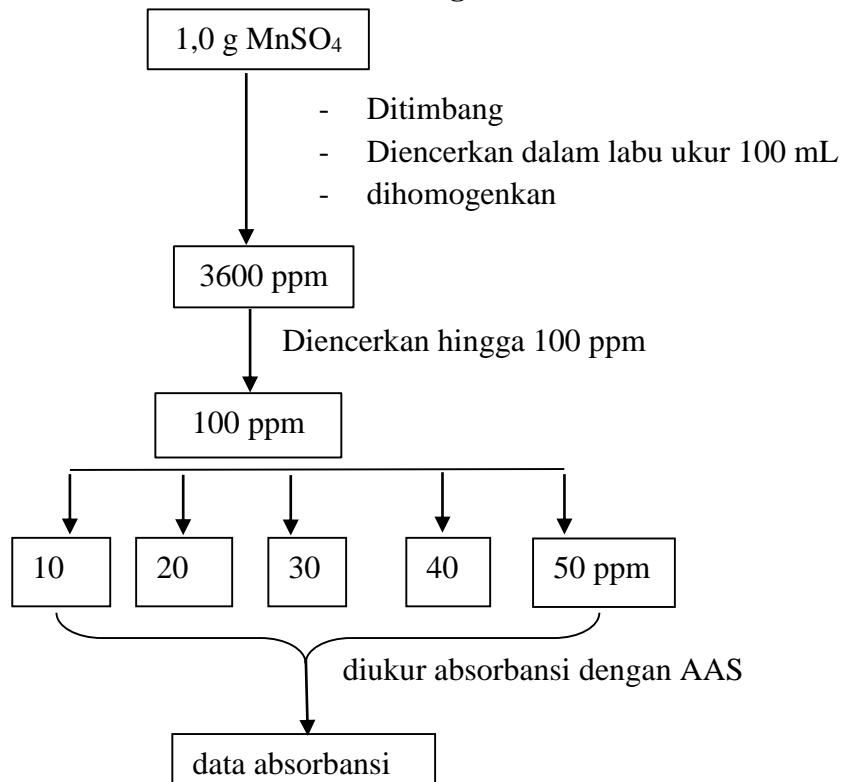 1,0 g MnSO₄
- Ditimbang
- Diencerkan dalam labu ukur 100 mL
- dihomogenkan
3600 ppm
Diencerkan hingga 100 ppm
100 ppm
10 20 30 40 50 ppm
diukur absorbansi dengan AAS
data absorbansi